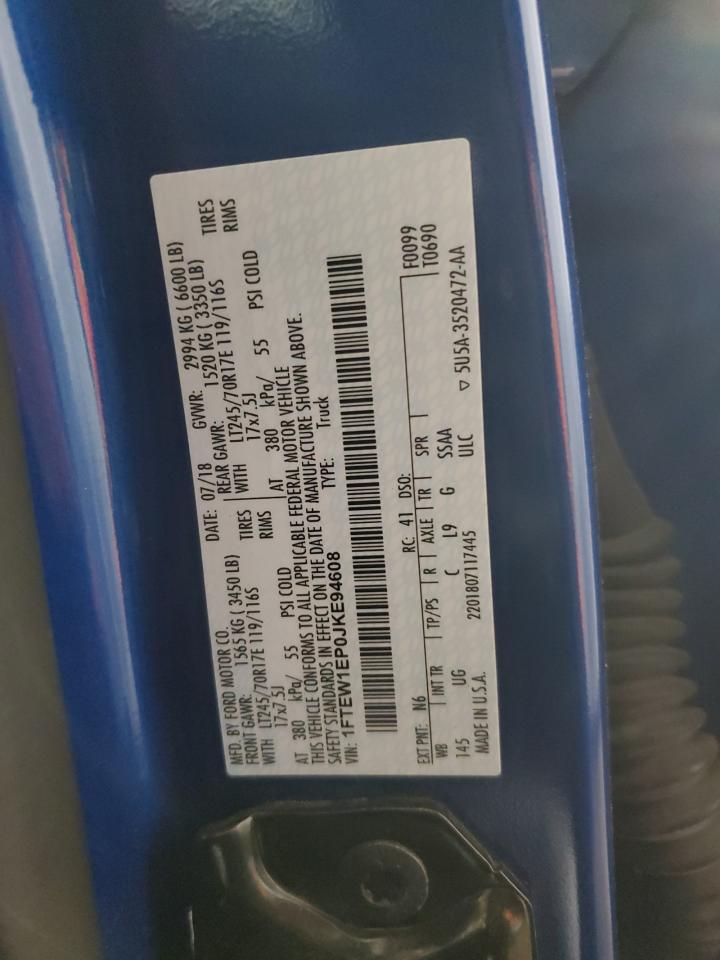 MFD. BY FORD MOTOR CO. DATE: 07/18 GVWR: 2994 KG ( 6600 LB)
FRONT GAWR: 1565 KG ( 3450 LB) REAR GAWR: 1520 KG ( 3350 LB)
WITH LT245/70R17E 119/116S TIRES WITH LT245/70R17E 119/116S TIRES
17x7.5J RIMS 17x7.5J RIMS
AT 380 kPa/ 55 PSI COLD AT 380 kPa/ 55 PSI COLD
THIS VEHICLE CONFORMS TO ALL APPLICABLE FEDERAL MOTOR VEHICLE
SAFETY STANDARDS IN EFFECT ON THE DATE OF MANUFACTURE SHOWN ABOVE.
VIN: 1FTEW1EP0JKE94608 TYPE: Truck
EXT PNT: N6 RC: 41 DSO: F0099
WB INT TR TP/PS R AXLE TR SPR T0690
145 UG C L9 G SSAA
2201807117445 ULC ▽ 5U5A-3520472-AA
MADE IN U.S.A.